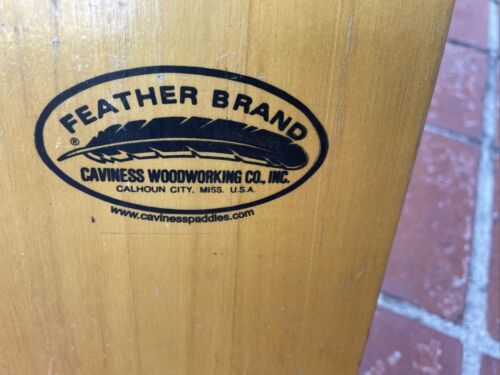 FEATHER BRAND
®
CAVINESS WOODWORKING CO., INC.
CALHOUN CITY, MISS. U.S.A.
www.cavinesspaddles.com